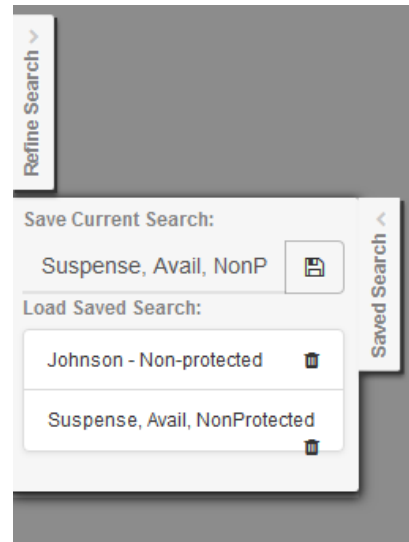 Refine Search
Save Current Search:
Suspense, Avail, NonP
Saved Search
Load Saved Search:
Johnson - Non-protected
Suspense, Avail, NonProtected